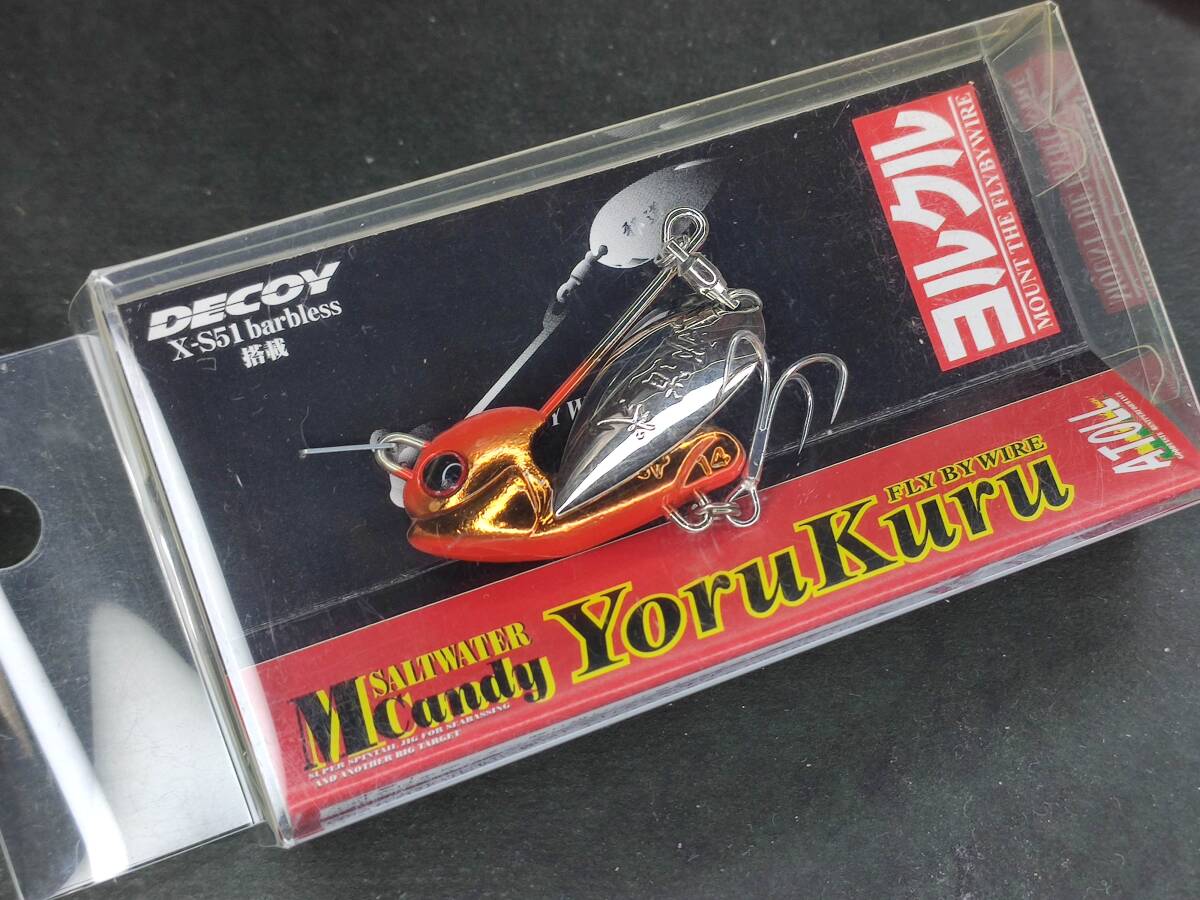 DECOY
X-S51 barbless
搭載
ヨルクル
MOUNT THE FLYBYWIRE
14
ATOLL
FLY BY WIRE
YoruKuru
SALTWATER
MCandy
SUPER SPINTAIL JIG FOR SEABASSING
AND ANOTHER BIG TARGET